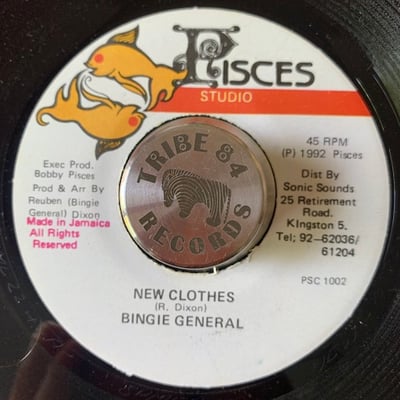 PISCES
STUDIO
Exec Prod.
Bobby Pisces
Prod & Arr By
Reuben (Bingie
General) Dixon
Made in Jamaica
All Rights
Reserved
45 RPM
(P) 1992 Pisces
Dist By
Sonic Sounds
25 Retirement
Road.
KIngston 5.
Tel; 92-62036/
61204
PSC 1002
TRIBE 84
RECORDS
NEW CLOTHES
(R. Dixon)
BINGIE GENERAL